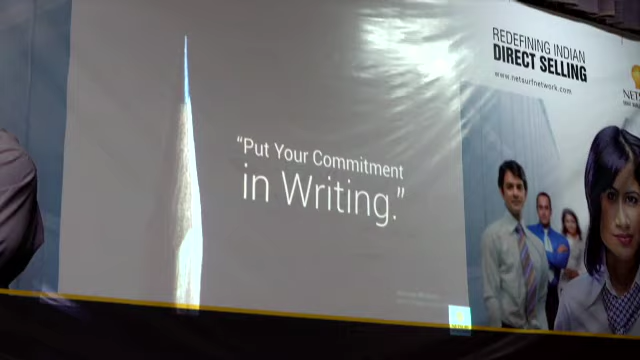 REDEFINING INDIAN
DIRECT SELLING
www.netsurfnetwork.com
“Put Your Commitment
in Writing.”